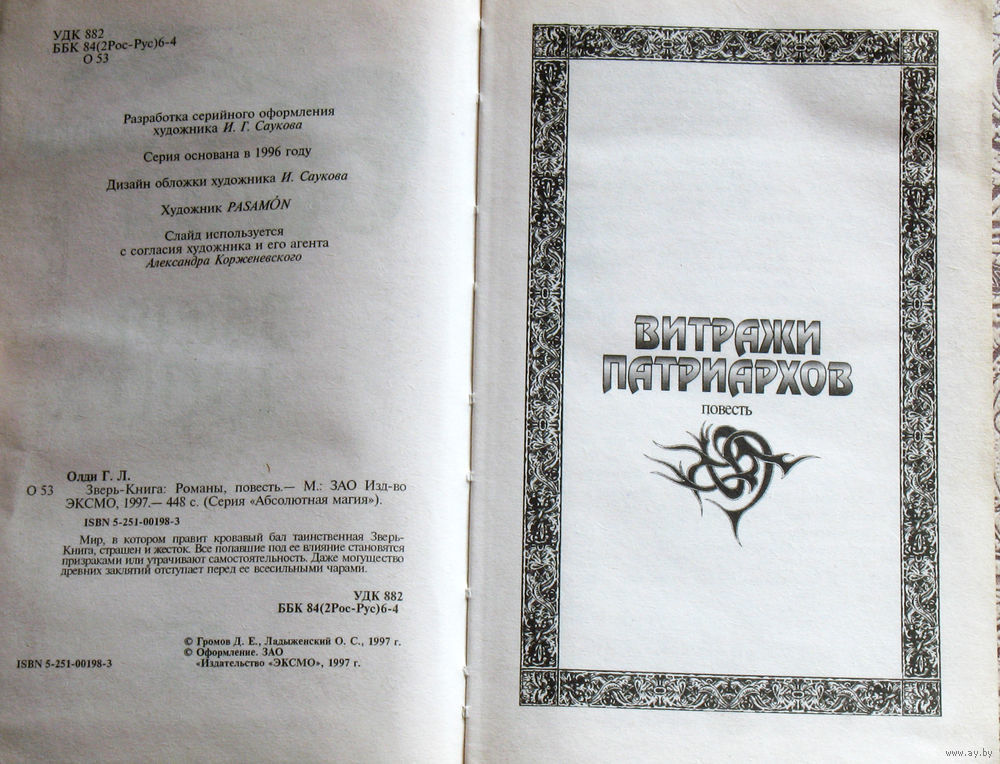 УДК 882
ББК 84(2Рос-Рус)6-4
О 53
Разработка серийного оформления
художника И. Г. Саукова
Серия основана в 1996 году
Дизайн обложки художника И. Саукова
Художник PASAMÓN
Слайд используется
с согласия художника и его агента
Александра Корженевского
Олди Г. Л.
О 53 Зверь-Книга: Романы, повесть.— М.: ЗАО Изд-во
ЭКСМО, 1997.— 448 с. (Серия «Абсолютная магия»).
ISBN 5-251-00198-3
Мир, в котором правит кровавый бал таинственная Зверь-
Книга, страшен и жесток. Все попавшие под ее влияние становятся
призраками или утрачивают самостоятельность. Даже могущество
древних заклятий отступает перед ее всесильными чарами.
УДК 882
ББК 84(2Рос-Рус)6-4
© Громов Д. Е., Ладыженский О. С., 1997 г.
© Оформление. ЗАО
ISBN 5-251-00198-3 «Издательство «ЭКСМО», 1997 г.
ВИТРАЖИ
ПАТРИАРХОВ
повесть
www.ay.by